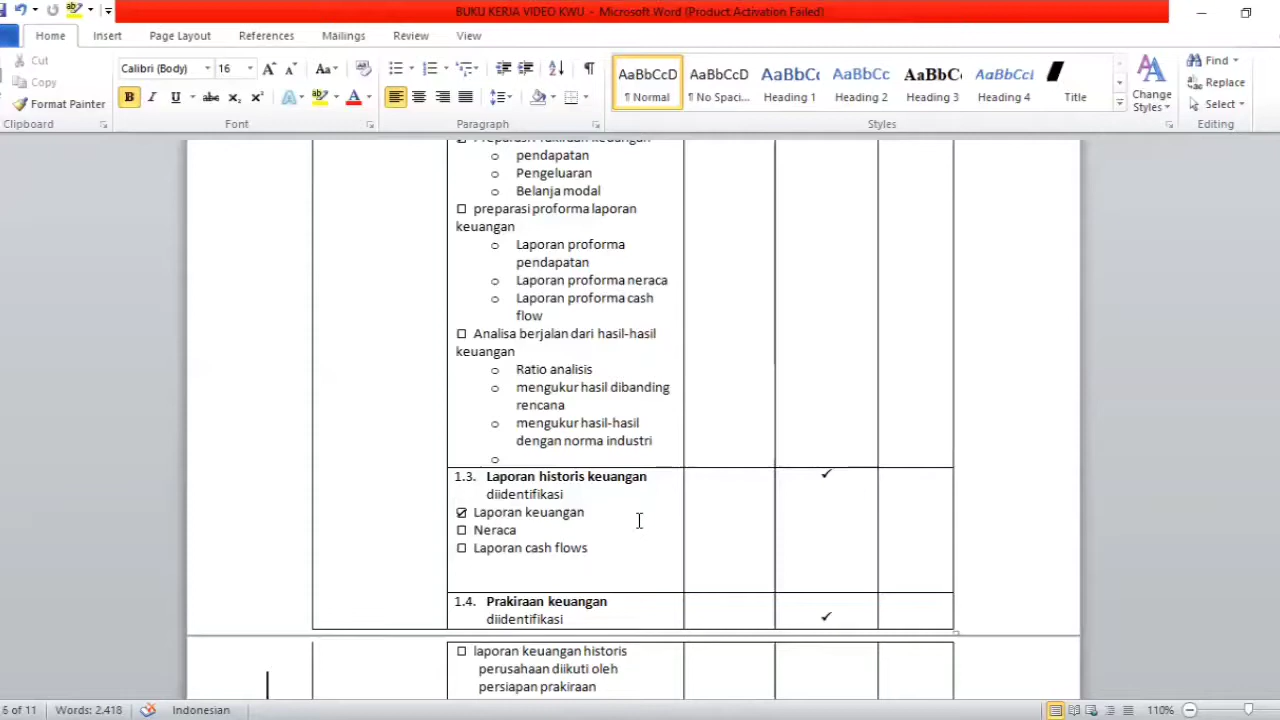 BUKU KERJA VIDEO KWU - Microsoft Word (Product Activation Failed)
Home Insert Page Layout References Mailings Review View
Cut
Copy
Format Painter
Clipboard
Calibri (Body) 16
Font
Paragraph
AaBbCcD AaBbCcD AaBbC AaBbCc AaBbC AaBbCcI
¶ Normal ¶ No Spaci... Heading 1 Heading 2 Heading 3 Heading 4 Title
Styles
Change
Styles
Find
Replace
Select
Editing
pendapatan
Pengeluaran
Belanja modal
preparasi proforma laporan
keuangan
Laporan proforma
pendapatan
Laporan proforma neraca
Laporan proforma cash
flow
Analisa berjalan dari hasil-hasil
keuangan
Ratio analisis
mengukur hasil dibanding
rencana
mengukur hasil-hasil
dengan norma industri
1.3. Laporan historis keuangan
diidentifikasi
Laporan keuangan
Neraca
Laporan cash flows
1.4. Prakiraan keuangan
diidentifikasi
laporan keuangan historis
perusahaan diikuti oleh
persiapan prakiraan
6 of 11 Words: 2.418 Indonesian 110%